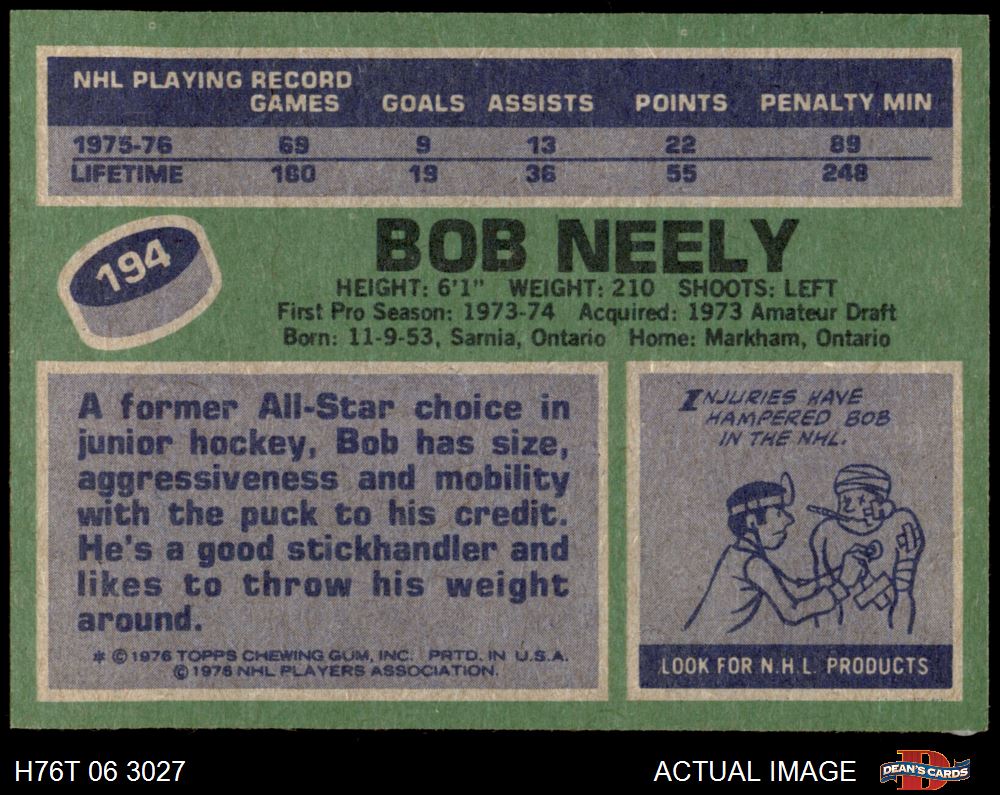 NHL PLAYING RECORD
GAMES GOALS ASSISTS POINTS PENALTY MIN
1975-76 69 9 13 22 89
LIFETIME 180 19 36 55 248
194
BOB NEELY
HEIGHT: 6'1" WEIGHT: 210 SHOOTS: LEFT
First Pro Season: 1973-74 Acquired: 1973 Amateur Draft
Born: 11-9-53, Sarnia, Ontario Home: Markham, Ontario
A former All-Star choice in
junior hockey, Bob has size,
aggressiveness and mobility
with the puck to his credit.
He's a good stickhandler and
likes to throw his weight
around.
* © 1976 TOPPS CHEWING GUM, INC. PRTD. IN U.S.A.
© 1976 NHL PLAYERS ASSOCIATION.
INJURIES HAVE
HAMPERED BOB
IN THE NHL.
LOOK FOR N.H.L. PRODUCTS
H76T 06 3027
ACTUAL IMAGE
D
DEAN'S CARDS